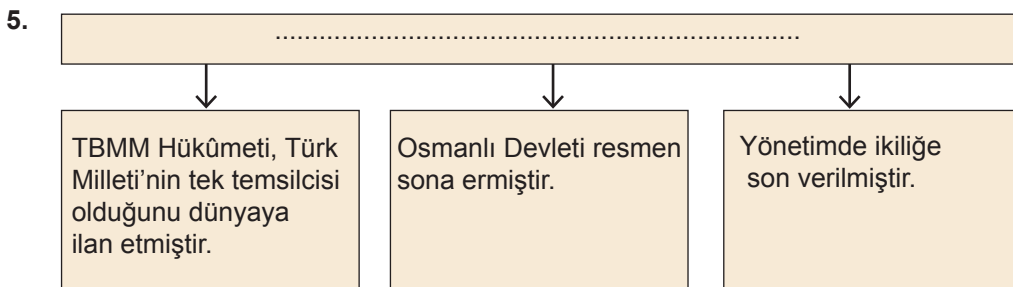 5.
......................................................................
TBMM Hükûmeti, Türk
Milleti’nin tek temsilcisi
olduğunu dünyaya
ilan etmiştir.
Osmanlı Devleti resmen
sona ermiştir.
Yönetimde ikiliğe
son verilmiştir.